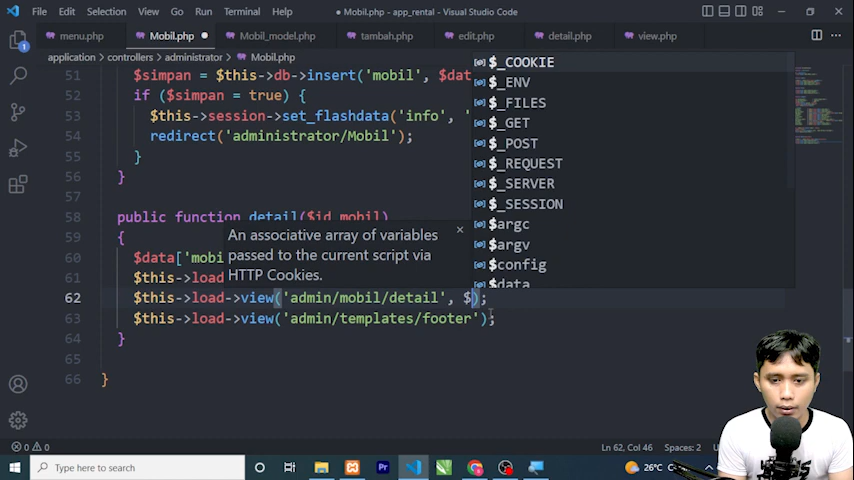 File Edit Selection View Go Run Terminal Help
Mobil.php - app_rental - Visual Studio Code
menu.php Mobil.php Mobil_model.php tambah.php edit.php detail.php view.php
application > controllers > administrator > Mobil.php
51 $simpan = $this->db->insert('mobil', $dat
52 if ($simpan = true) {
53 $this->session->set_flashdata('info', '
54 redirect('administrator/Mobil');
55 }
56 }
57
58 public function detail($id_mobil)
59 {
60 $data['mobi
61 $this->load
62 $this->load->view('admin/mobil/detail', $);
63 $this->load->view('admin/templates/footer');
64 }
65
66 }
$_COOKIE
$_ENV
$_FILES
$_GET
$_POST
$_REQUEST
$_SERVER
$_SESSION
$argc
$argv
$config
$data
An associative array of variables
passed to the current script via
HTTP Cookies.
0 0 Ln 62, Col 46 Spaces: 2
Type here to search
26°C